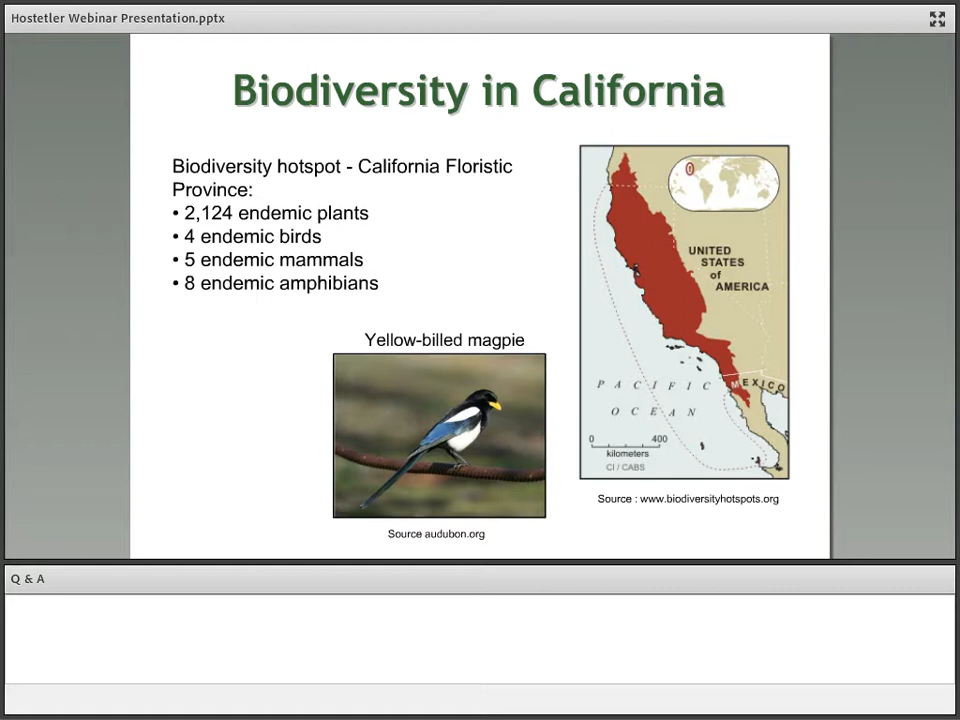 Hostetler Webinar Presentation.pptx
Biodiversity in California
Biodiversity hotspot - California Floristic
Province:
• 2,124 endemic plants
• 4 endemic birds
• 5 endemic mammals
• 8 endemic amphibians
Yellow-billed magpie
Source audubon.org
UNITED
STATES
of
AMERICA
MEXICO
PACIFIC
OCEAN
0 400
kilometers
CI / CABS
Source : www.biodiversityhotspots.org
Q & A